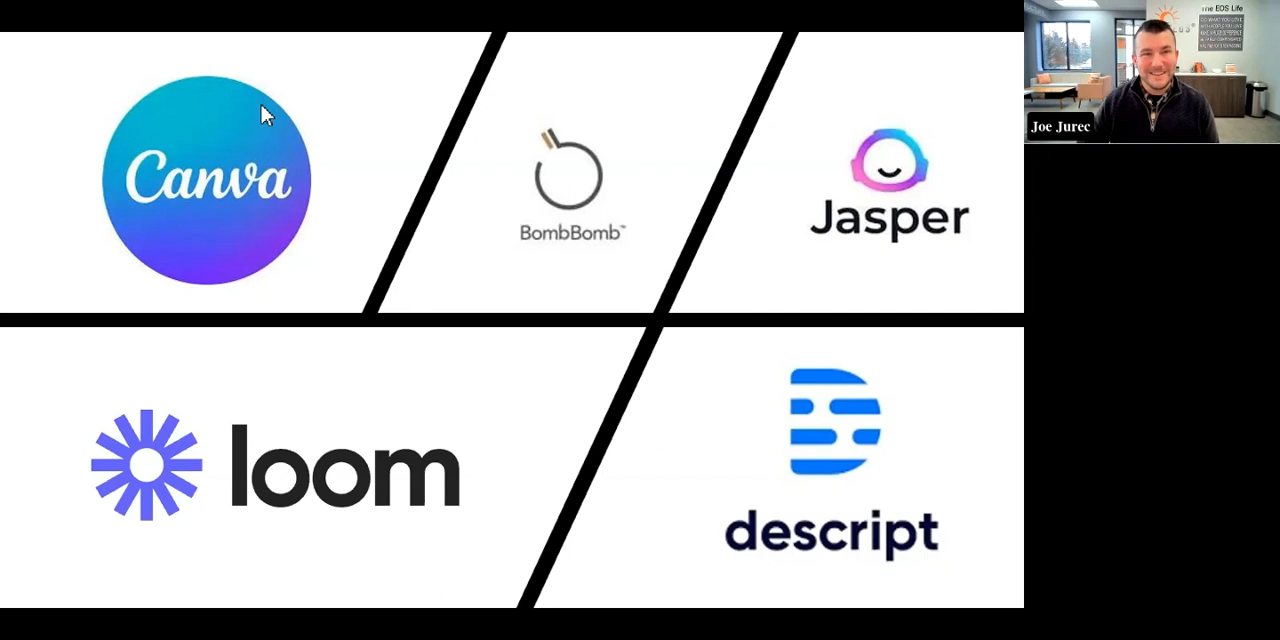 Canva
BombBomb™
Jasper
loom
descript
The EOS Life
Joe Jurec